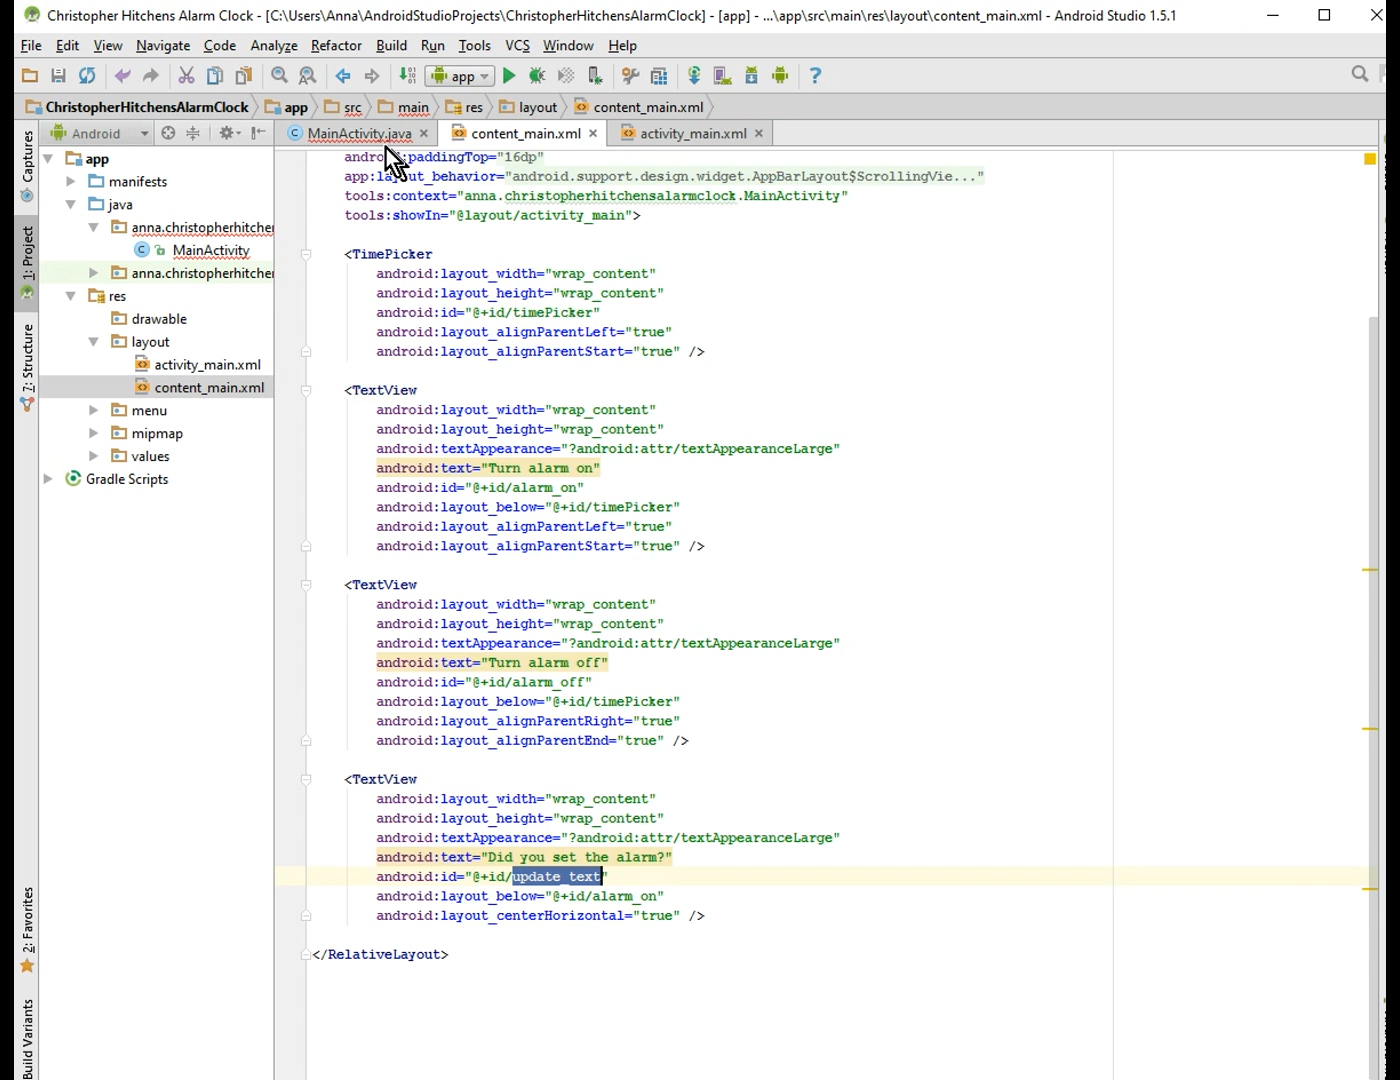 Christopher Hitchens Alarm Clock - [C:\Users\Anna\AndroidStudioProjects\ChristopherHitchensAlarmClock] - [app] - ...\app\src\main\res\layout\content_main.xml - Android Studio 1.5.1
File Edit View Navigate Code Analyze Refactor Build Run Tools VCS Window Help
app
ChristopherHitchensAlarmClock app src main res layout content_main.xml
Android MainActivity.java content_main.xml activity_main.xml
Captures
1: Project
7: Structure
2: Favorites
Build Variants
app
manifests
java
anna.christopherhitche
MainActivity
anna.christopherhitche
res
drawable
layout
activity_main.xml
content_main.xml
menu
mipmap
values
Gradle Scripts
:paddingTop="16dp"
_behavior="android.support.design.widget.AppBarLayout$ScrollingVie..."
tools:context="anna.christopherhitchensalarmclock.MainActivity"
tools:showIn="@layout/activity_main">
<TimePicker
android:layout_width="wrap_content"
android:layout_height="wrap_content"
android:id="@+id/timePicker"
android:layout_alignParentLeft="true"
android:layout_alignParentStart="true" />
<TextView
android:layout_width="wrap_content"
android:layout_height="wrap_content"
android:textAppearance="?android:attr/textAppearanceLarge"
android:text="Turn alarm on"
android:id="@+id/alarm_on"
android:layout_below="@+id/timePicker"
android:layout_alignParentLeft="true"
android:layout_alignParentStart="true" />
<TextView
android:layout_width="wrap_content"
android:layout_height="wrap_content"
android:textAppearance="?android:attr/textAppearanceLarge"
android:text="Turn alarm off"
android:id="@+id/alarm_off"
android:layout_below="@+id/timePicker"
android:layout_alignParentRight="true"
android:layout_alignParentEnd="true" />
<TextView
android:layout_width="wrap_content"
android:layout_height="wrap_content"
android:textAppearance="?android:attr/textAppearanceLarge"
android:text="Did you set the alarm?"
android:id="@+id/update_text"
android:layout_below="@+id/alarm_on"
android:layout_centerHorizontal="true" />
</RelativeLayout>